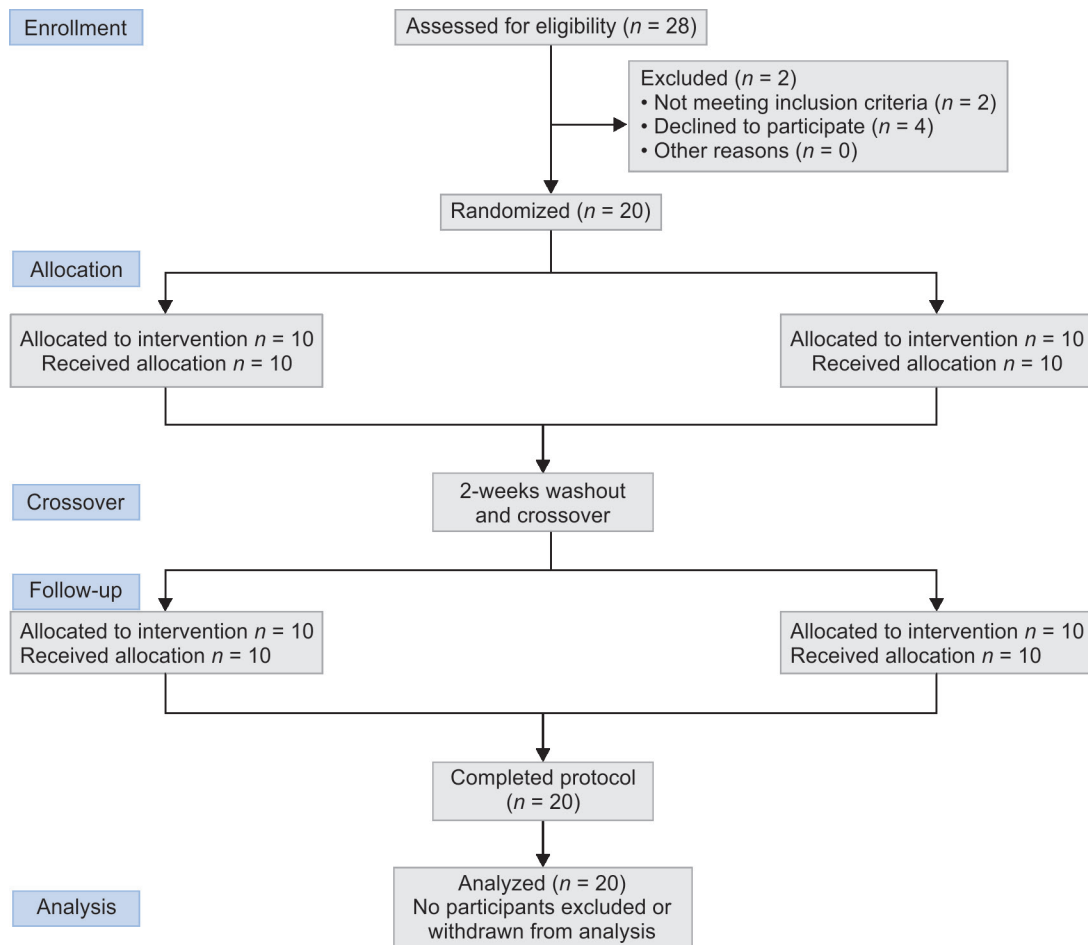 Enrollment
Assessed for eligibility (n = 28)
Excluded (n = 2)
• Not meeting inclusion criteria (n = 2)
• Declined to participate (n = 4)
• Other reasons (n = 0)
Randomized (n = 20)
Allocation
Allocated to intervention n = 10
Received allocation n = 10
Allocated to intervention n = 10
Received allocation n = 10
Crossover
2-weeks washout
and crossover
Follow-up
Allocated to intervention n = 10
Received allocation n = 10
Allocated to intervention n = 10
Received allocation n = 10
Completed protocol
(n = 20)
Analysis
Analyzed (n = 20)
No participants excluded or
withdrawn from analysis